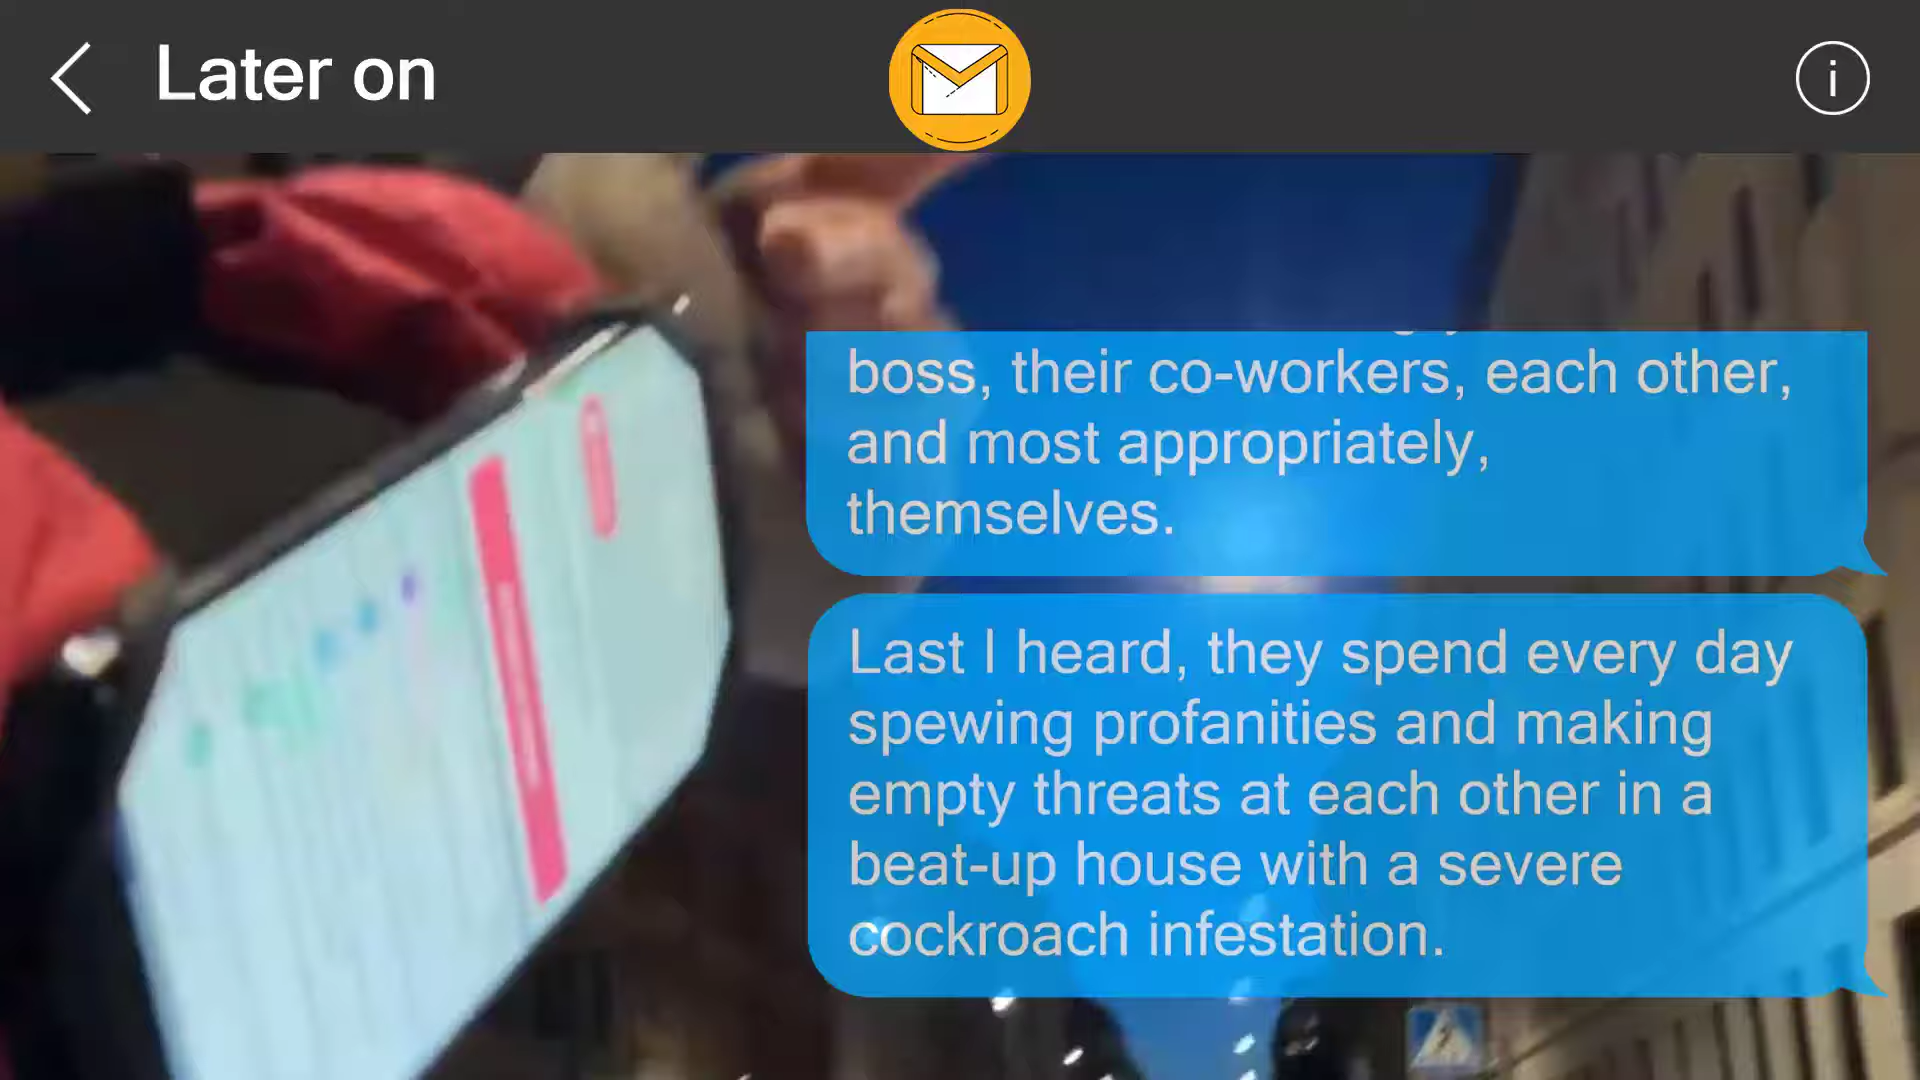 Later on
boss, their co-workers, each other,
and most appropriately,
themselves.
Last I heard, they spend every day
spewing profanities and making
empty threats at each other in a
beat-up house with a severe
cockroach infestation.